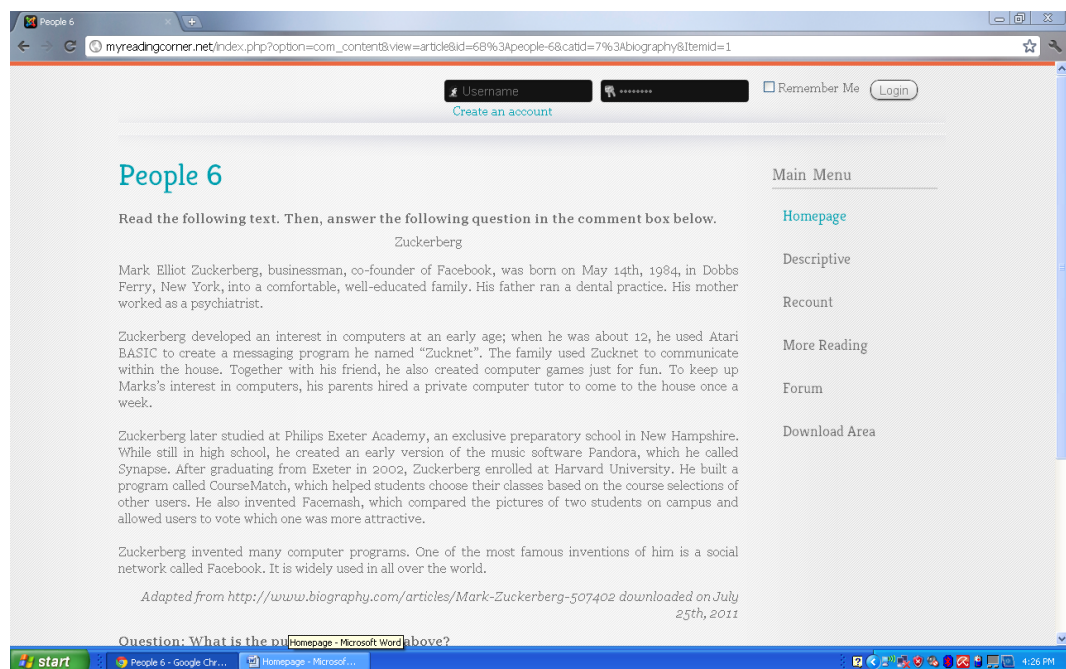 People 6
myreadingcorner.net/index.php?option=com_content&view=article&id=68%3Apeople-6&catid=7%3Abiography&Itemid=1
Username
Remember Me
Login
Create an account
People 6
Main Menu
Read the following text. Then, answer the following question in the comment box below.
Homepage
Zuckerberg
Descriptive
Mark Elliot Zuckerberg, businessman, co-founder of Facebook, was born on May 14th, 1984, in Dobbs
Ferry, New York, into a comfortable, well-educated family. His father ran a dental practice. His mother
worked as a psychiatrist.
Recount
Zuckerberg developed an interest in computers at an early age; when he was about 12, he used Atari
BASIC to create a messaging program he named “Zucknet”. The family used Zucknet to communicate
within the house. Together with his friend, he also created computer games just for fun. To keep up
Marks's interest in computers, his parents hired a private computer tutor to come to the house once a
week.
More Reading
Forum
Download Area
Zuckerberg later studied at Philips Exeter Academy, an exclusive preparatory school in New Hampshire.
While still in high school, he created an early version of the music software Pandora, which he called
Synapse. After graduating from Exeter in 2002, Zuckerberg enrolled at Harvard University. He built a
program called CourseMatch, which helped students choose their classes based on the course selections of
other users. He also invented Facemash, which compared the pictures of two students on campus and
allowed users to vote which one was more attractive.
Zuckerberg invented many computer programs. One of the most famous inventions of him is a social
network called Facebook. It is widely used in all over the world.
Adapted from http://www.biography.com/articles/Mark-Zuckerberg-507402 downloaded on July
25th, 2011
Question: What is the pu
Homepage - Microsoft Word
above?
start
People 6 - Google Chr...
Homepage - Microsof...
4:26 PM